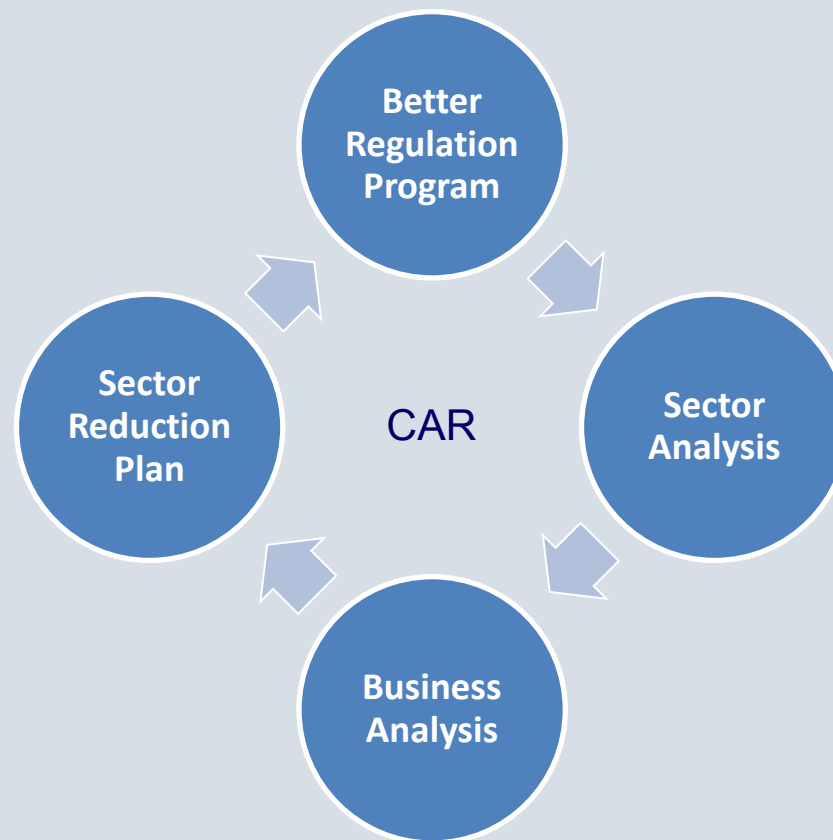 Better
Regulation
Program
Sector
Reduction
Plan
CAR
Sector
Analysis
Business
Analysis